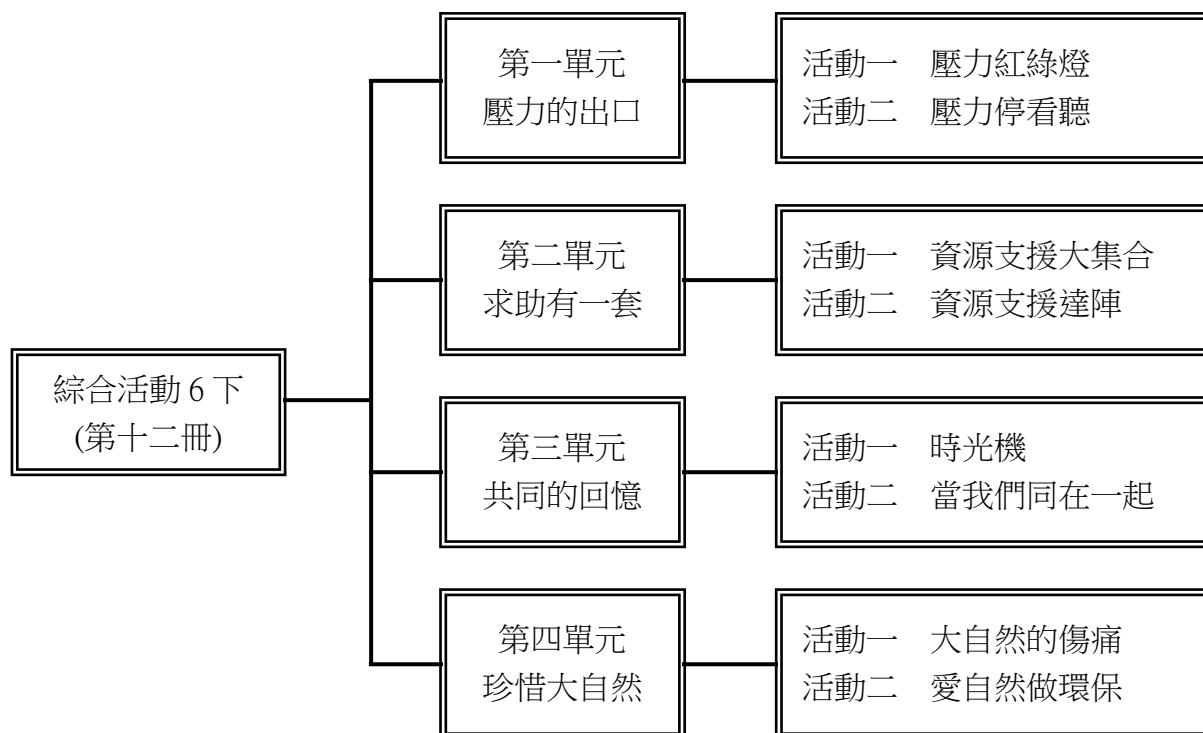 綜合活動 6 下
(第十二冊)
第一單元
壓力的出口
活動一　壓力紅綠燈
活動二　壓力停看聽
第二單元
求助有一套
活動一　資源支援大集合
活動二　資源支援達陣
第三單元
共同的回憶
活動一　時光機
活動二　當我們同在一起
第四單元
珍惜大自然
活動一　大自然的傷痛
活動二　愛自然做環保